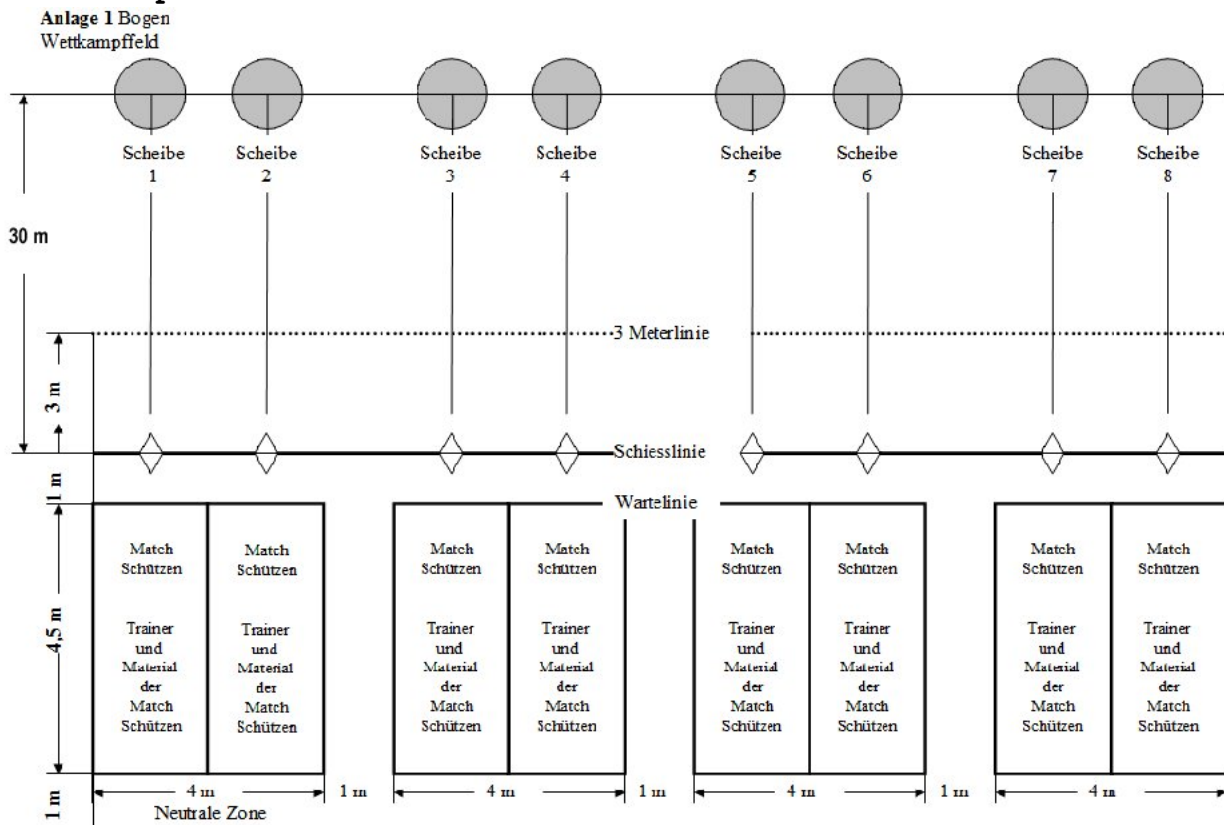 Anlage 1 Bogen
Wettkampffeld
Scheibe 1
Scheibe 2
Scheibe 3
Scheibe 4
Scheibe 5
Scheibe 6
Scheibe 7
Scheibe 8
30 m
3 Meterlinie
3 m
Schiesslinie
1 m
Wartelinie
4,5 m
Match
Schützen
Trainer
und
Material
der
Match
Schützen
Match
Schützen
Trainer
und
Material
der
Match
Schützen
Match
Schützen
Trainer
und
Material
der
Match
Schützen
Match
Schützen
Trainer
und
Material
der
Match
Schützen
Match
Schützen
Trainer
und
Material
der
Match
Schützen
Match
Schützen
Trainer
und
Material
der
Match
Schützen
Match
Schützen
Trainer
und
Material
der
Match
Schützen
Match
Schützen
Trainer
und
Material
der
Match
Schützen
1 m
4 m
1 m
4 m
1 m
4 m
1 m
4 m
Neutrale Zone